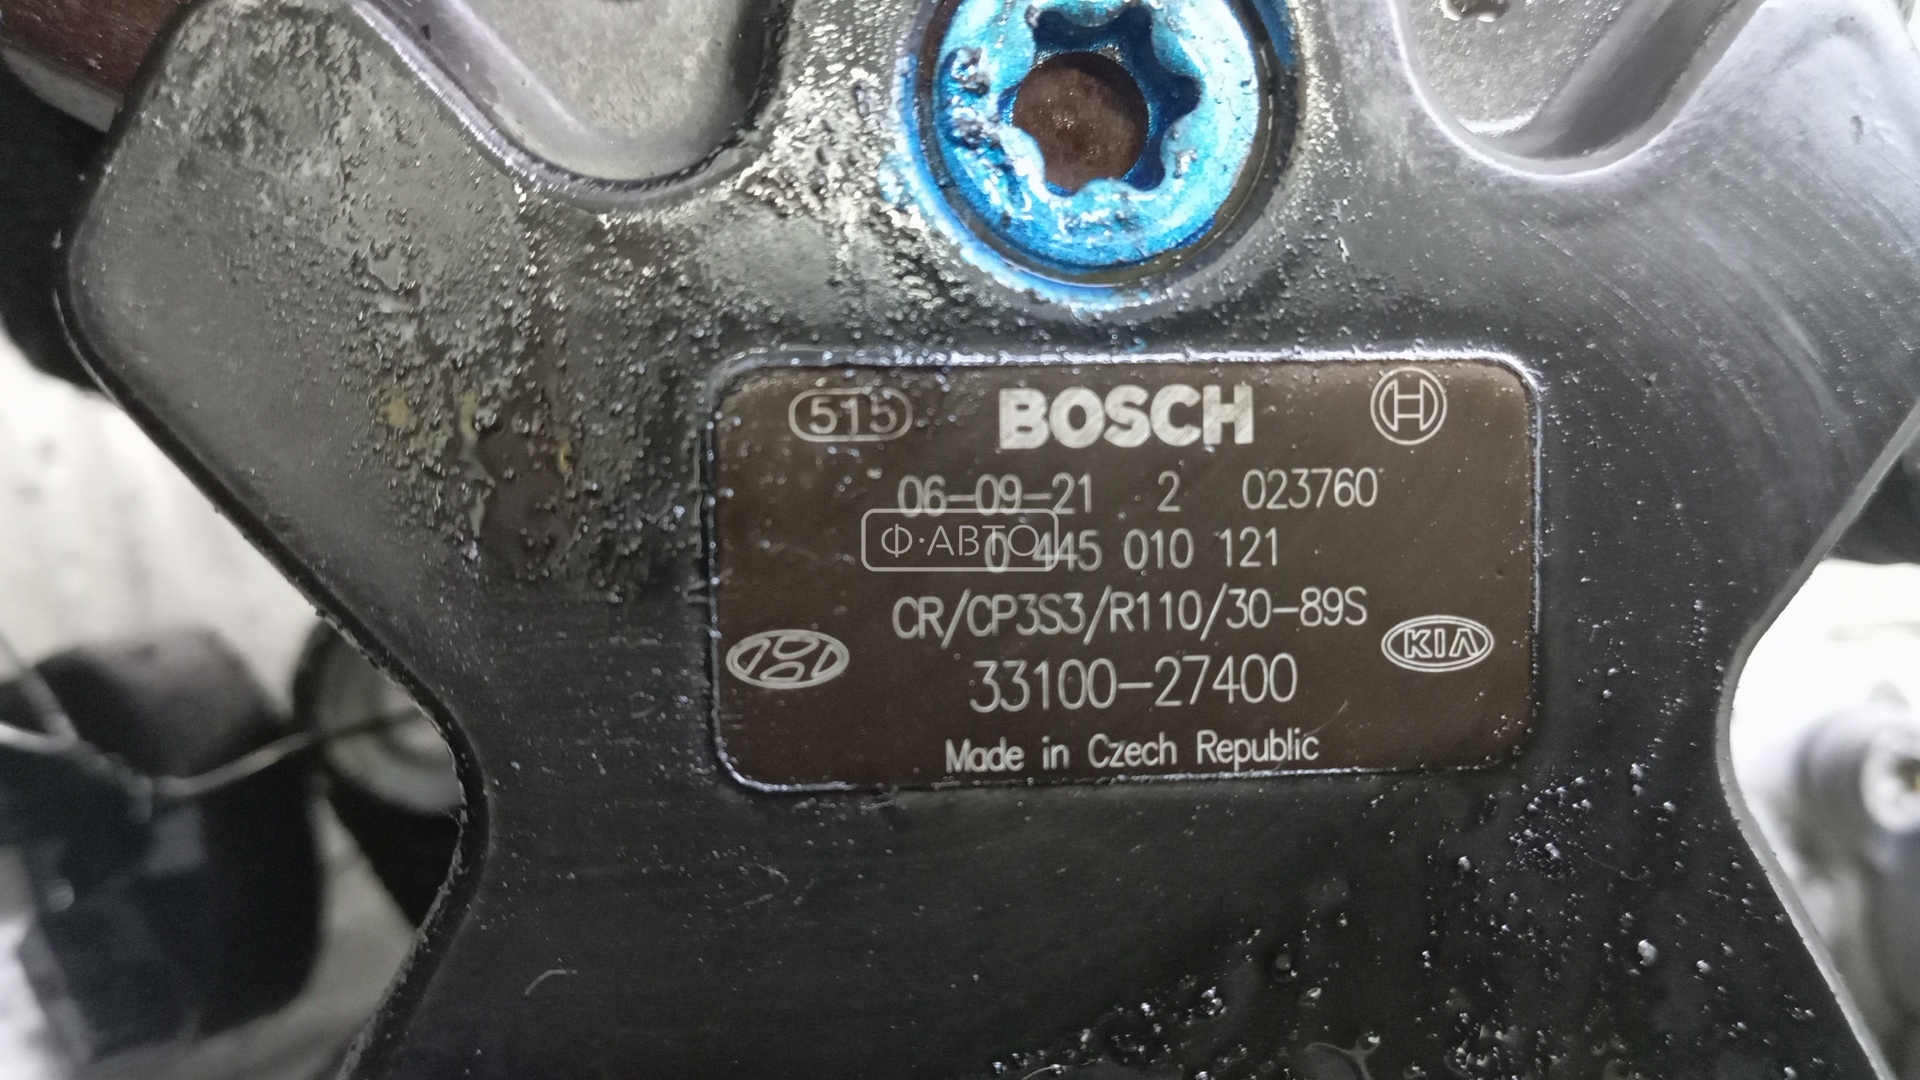 515 BOSCH
06-09-21 2 023760
Ф·АВТО
0 445 010 121
CR/CP3S3/R110/30-89S
33100-27400
KIA
Made in Czech Republic